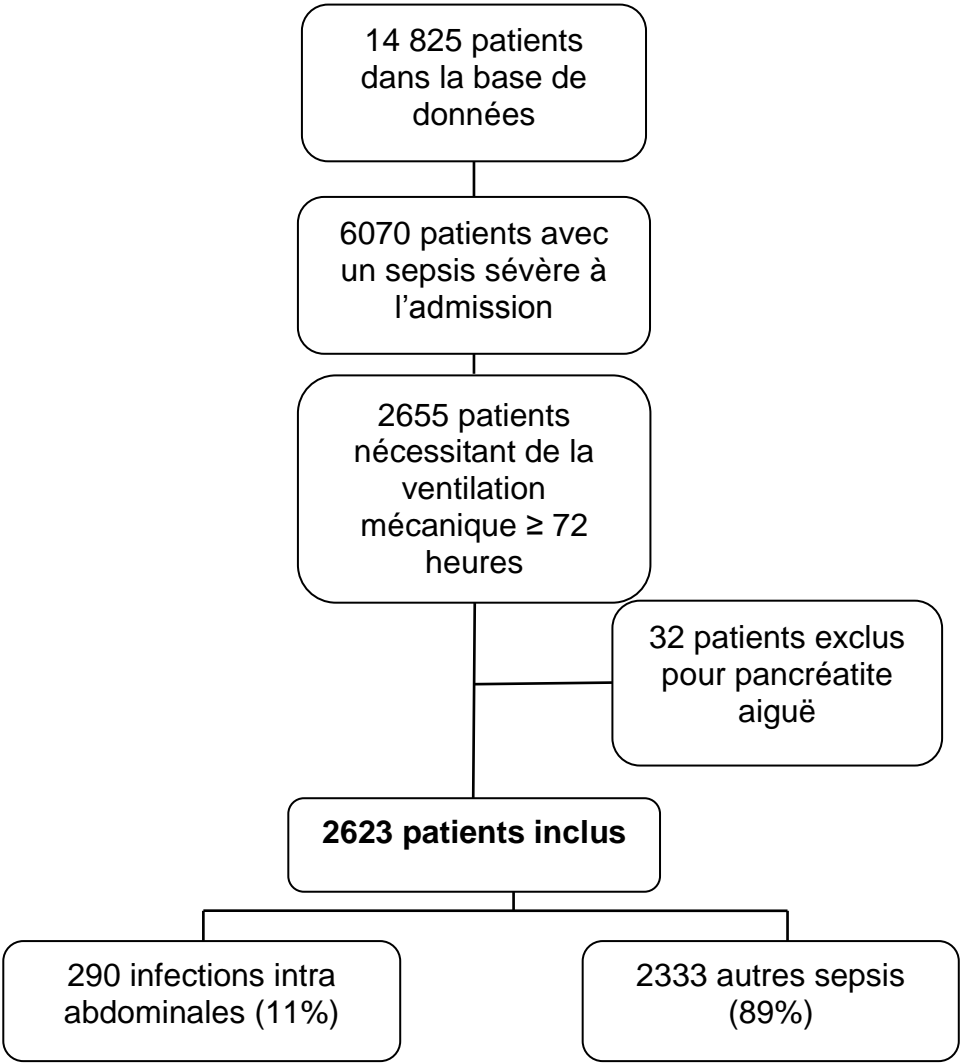 14 825 patients
dans la base de
données
6070 patients avec
un sepsis sévère à
l’admission
2655 patients
nécessitant de la
ventilation
mécanique ≥ 72
heures
32 patients exclus
pour pancréatite
aiguë
2623 patients inclus
290 infections intra
abdominales (11%)
2333 autres sepsis
(89%)